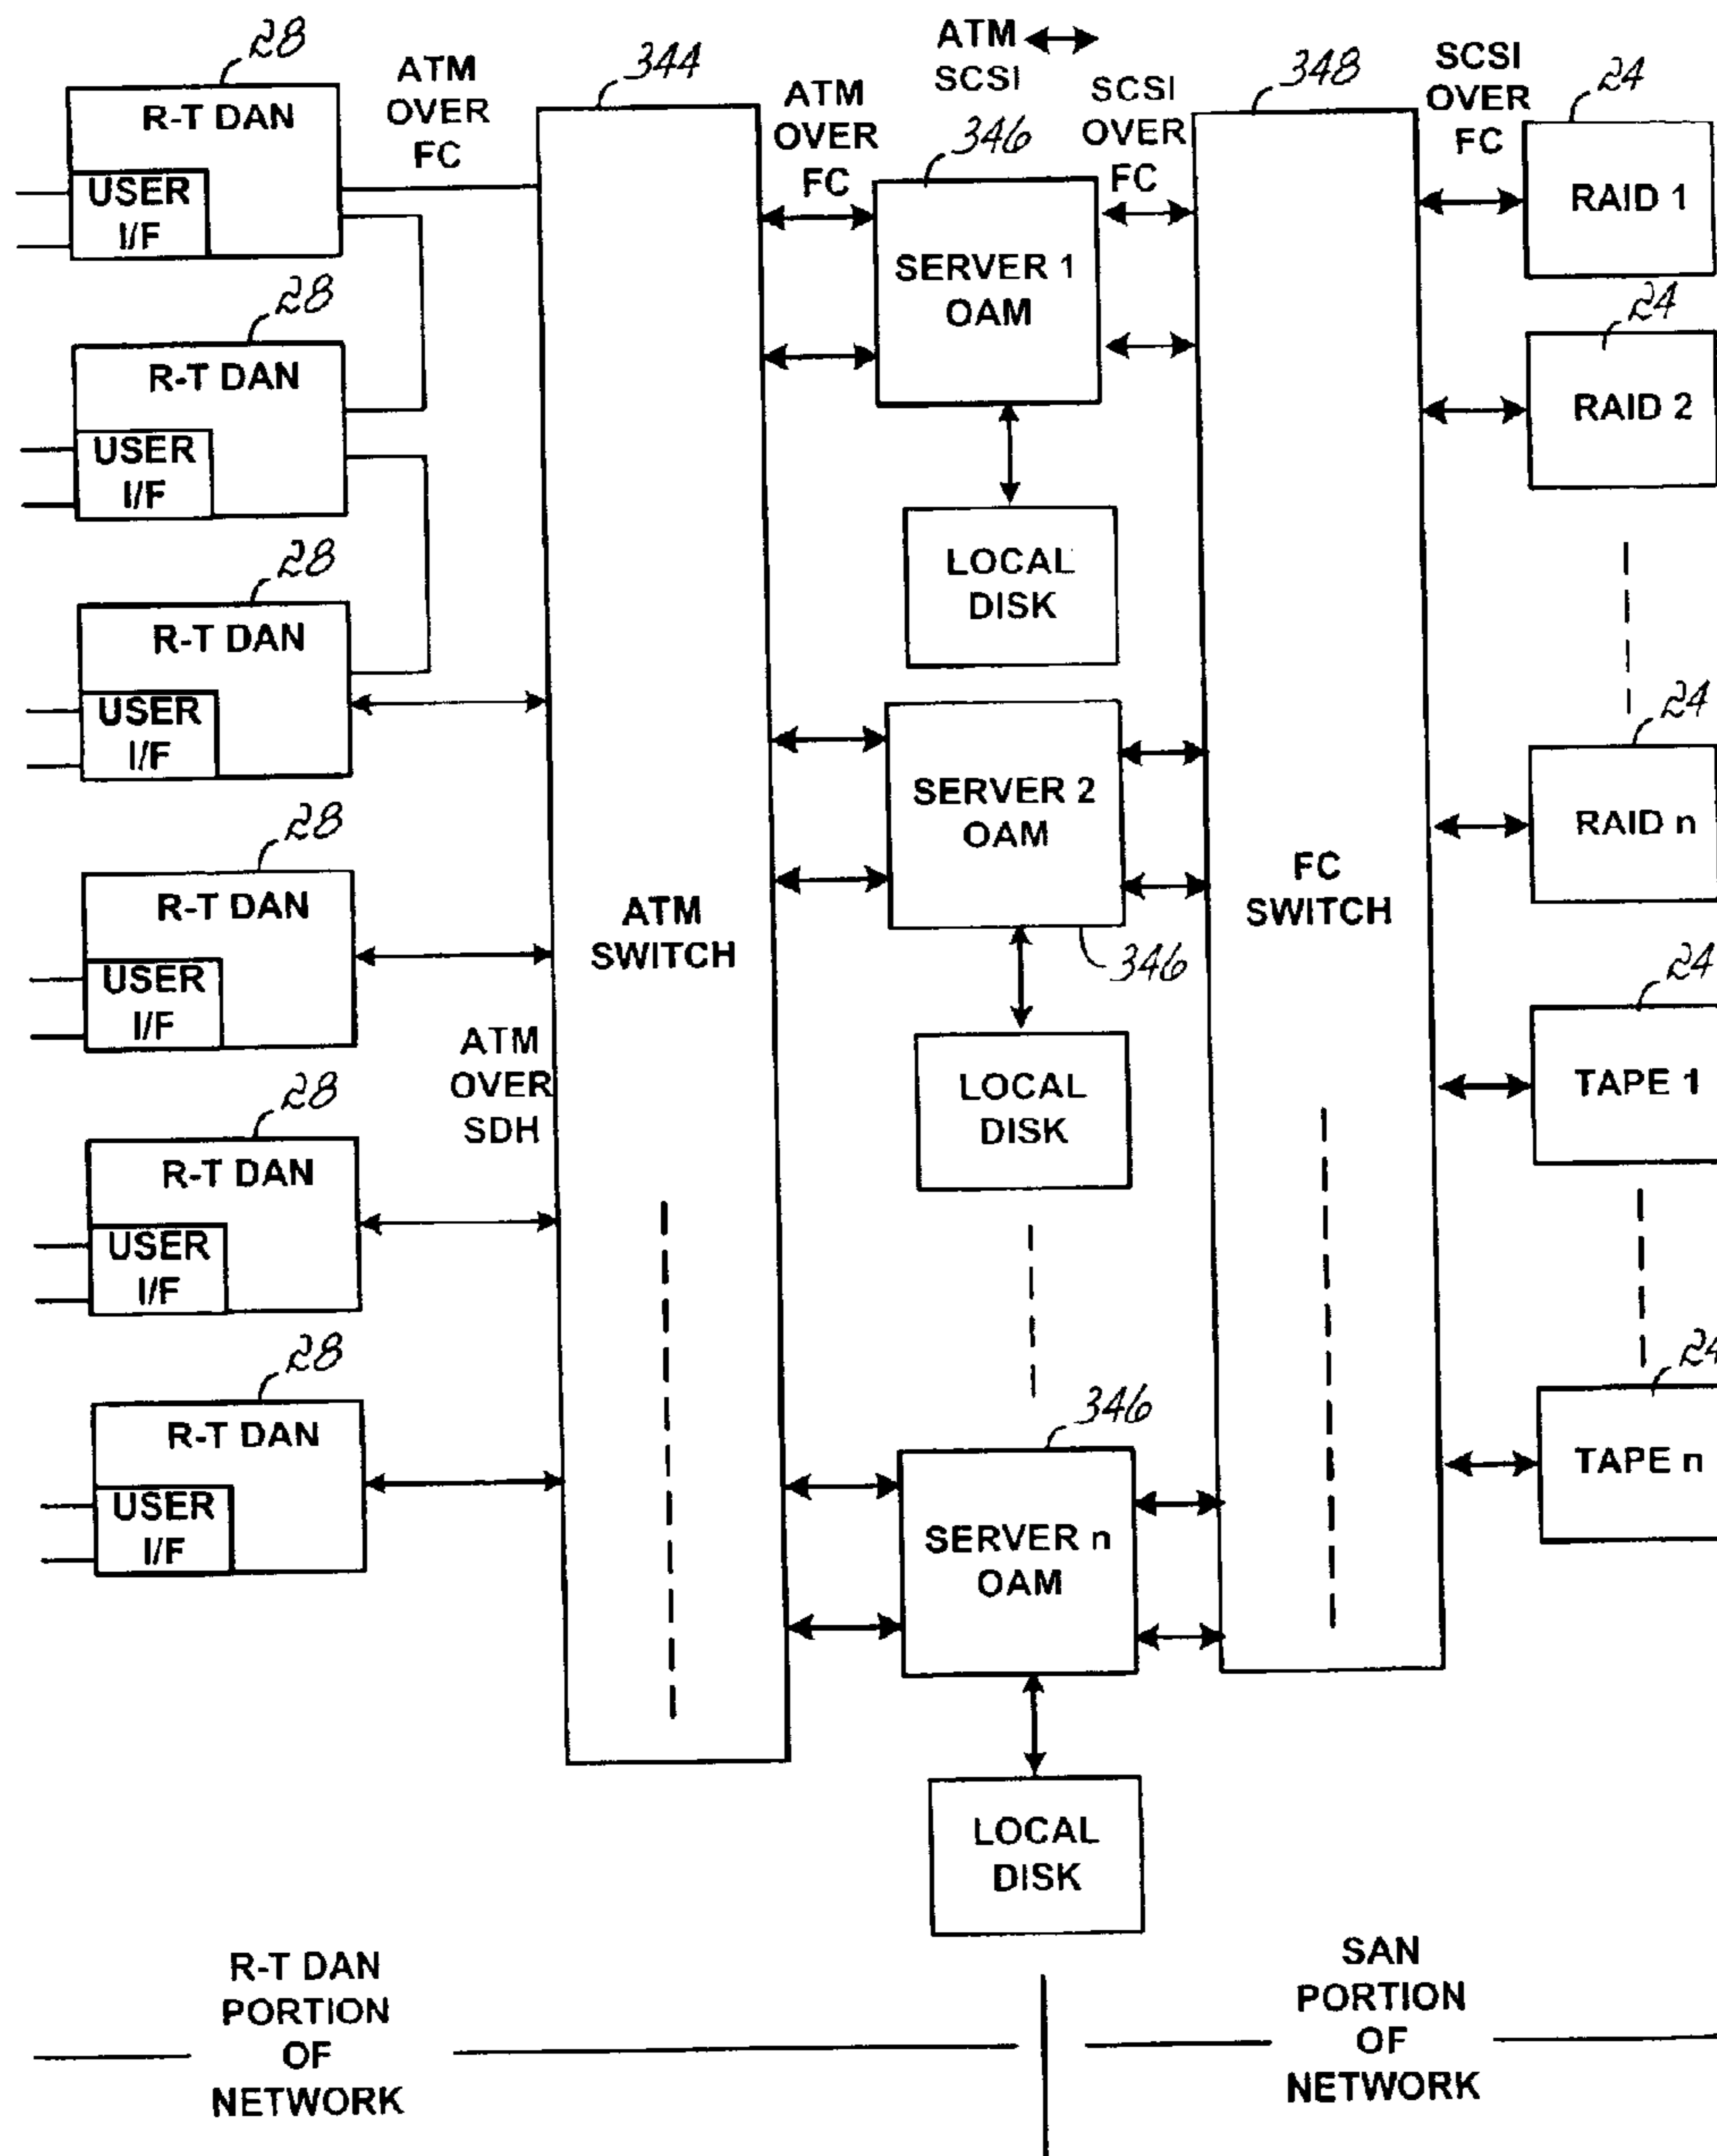 28
R-T DAN
USER
I/F
ATM
OVER
FC
28
R-T DAN
USER
I/F
28
R-T DAN
USER
I/F
28
R-T DAN
USER
I/F
ATM
OVER
SDH
28
R-T DAN
USER
I/F
28
R-T DAN
USER
I/F
344
ATM
SWITCH
ATM
OVER
FC
ATM
SCSI
346
SERVER 1
OAM
LOCAL
DISK
SERVER 2
OAM
346
LOCAL
DISK
346
SERVER n
OAM
LOCAL
DISK
SCSI
OVER
FC
348
FC
SWITCH
SCSI
OVER
FC
24
RAID 1
24
RAID 2
24
RAID n
24
TAPE 1
24
TAPE n
R-T DAN
PORTION
OF
NETWORK
SAN
PORTION
OF
NETWORK